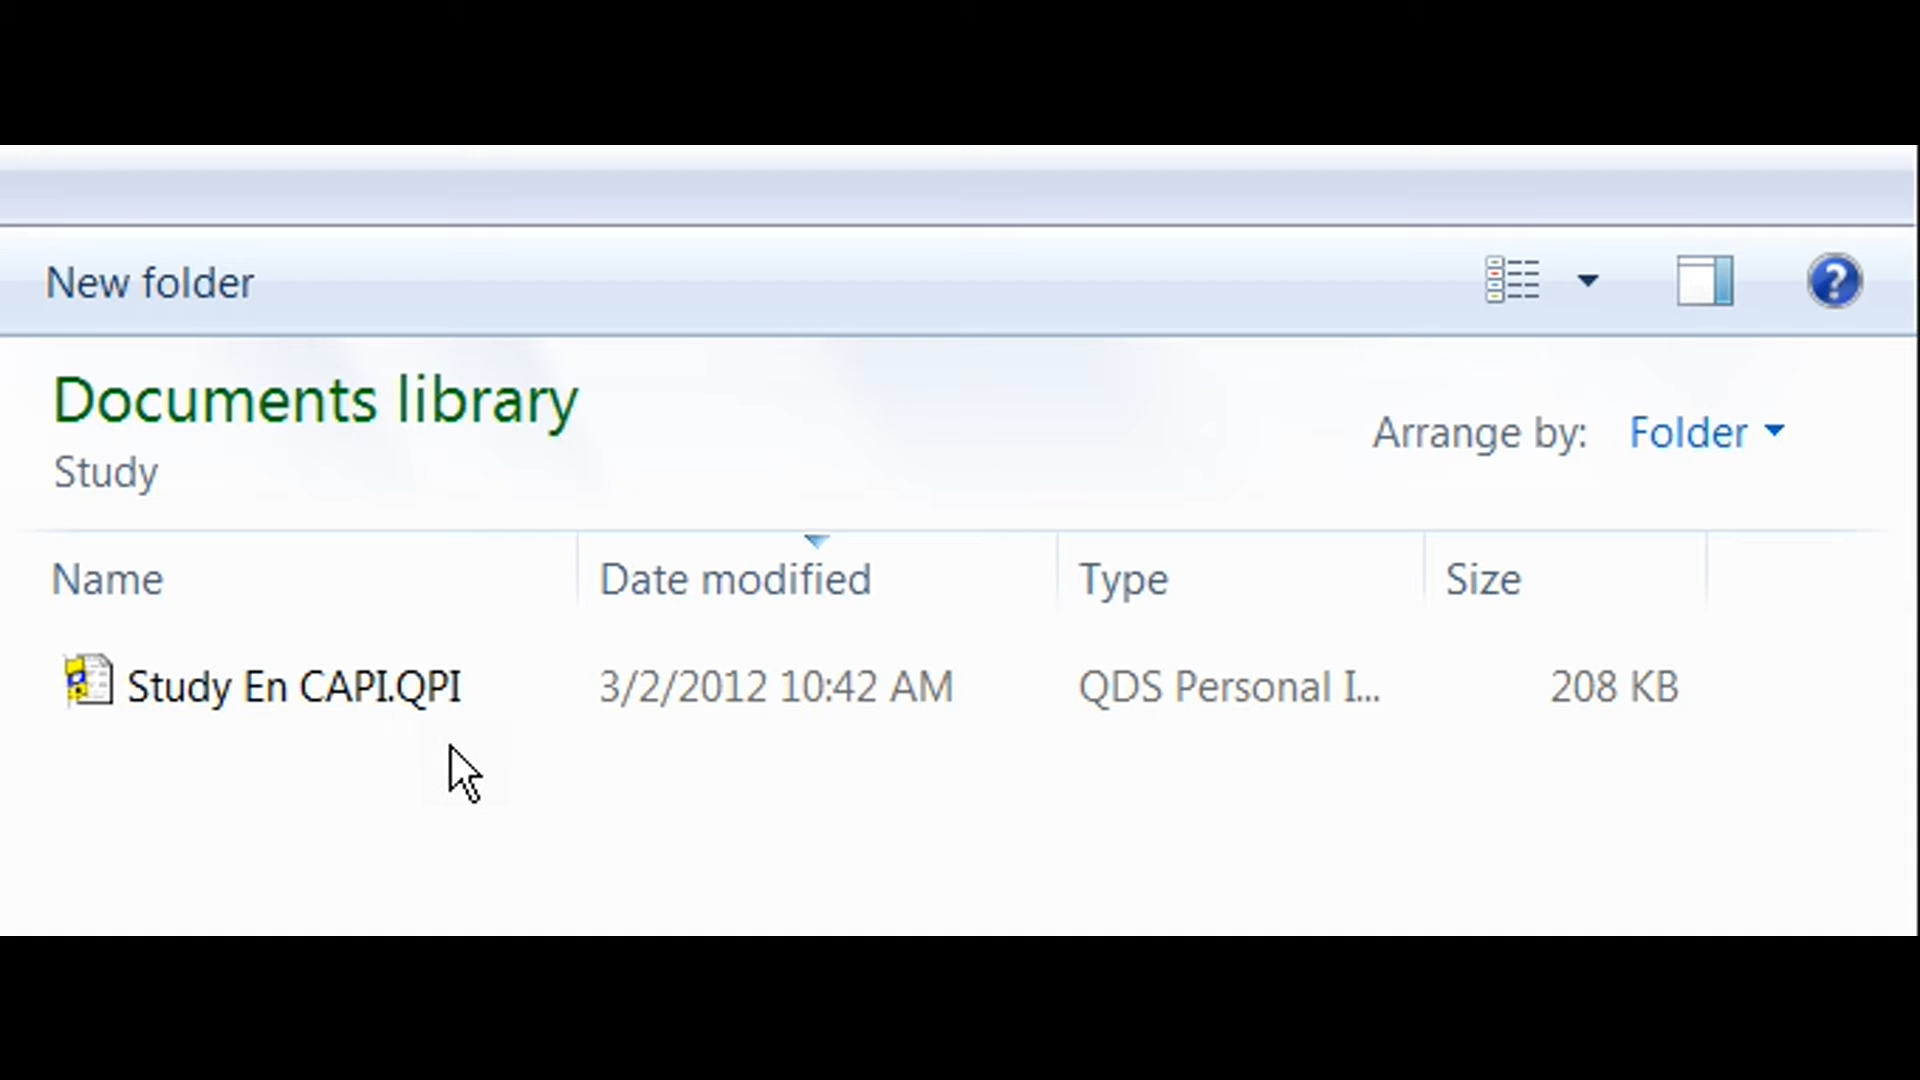 New folder
Documents library
Study
Arrange by: Folder
Name Date modified Type Size
Study En CAPI.QPI 3/2/2012 10:42 AM QDS Personal I... 208 KB